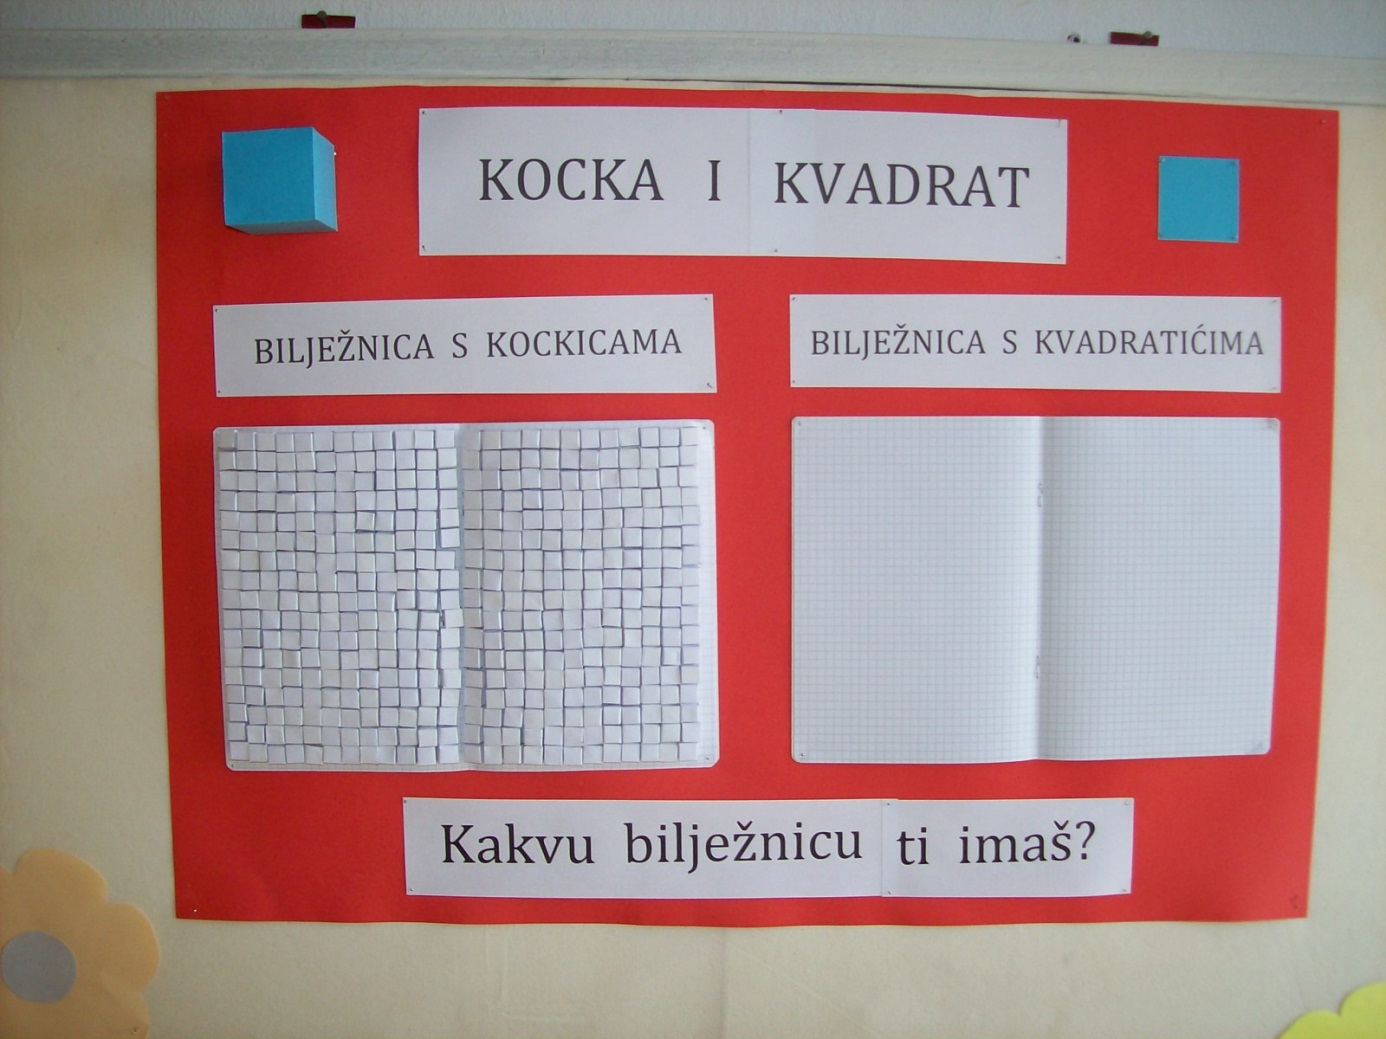 KOCKA I KVADRAT
BILJEŽNICA S KOCKICAMA
BILJEŽNICA S KVADRATIĆIMA
Kakvu bilježnicu ti imaš?